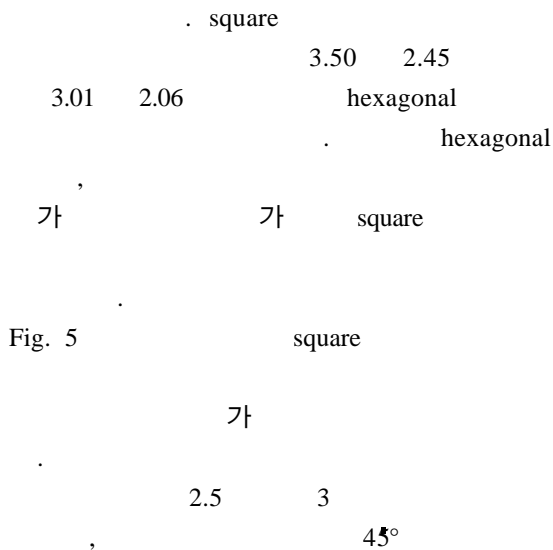 . square
3.50 2.45
3.01 2.06 hexagonal
. hexagonal
,
가 가 square
.
Fig. 5 square
가
.
2.5 3
, 45°